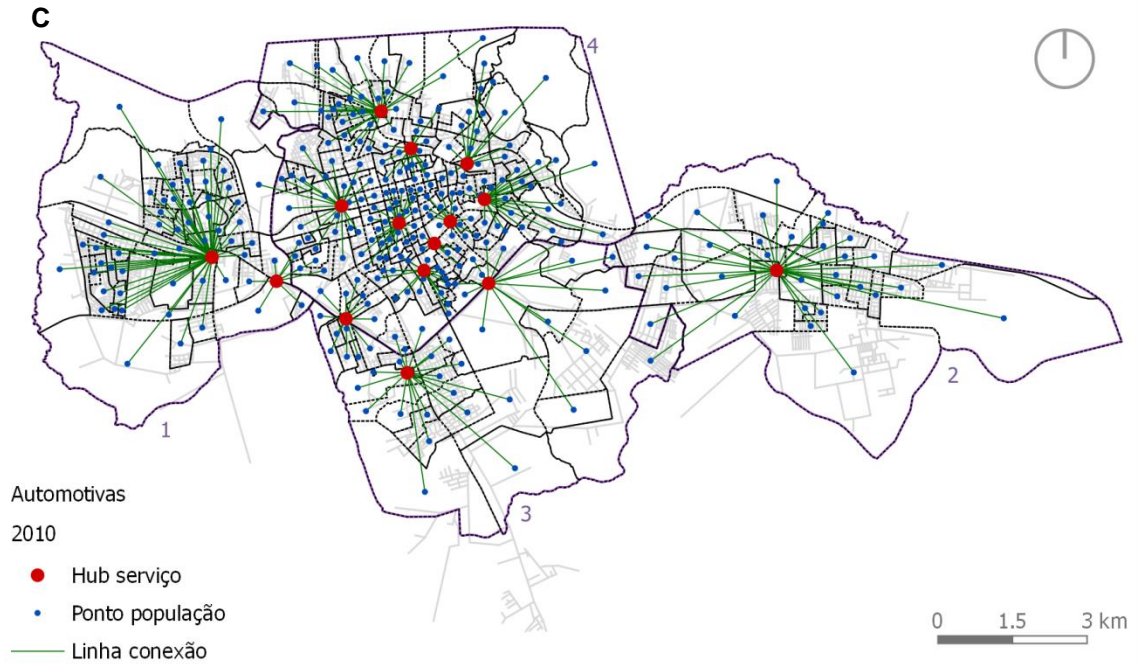 C
4
1
2
3
Automotivas
2010
Hub serviço
Ponto população
Linha conexão
0 1.5 3 km